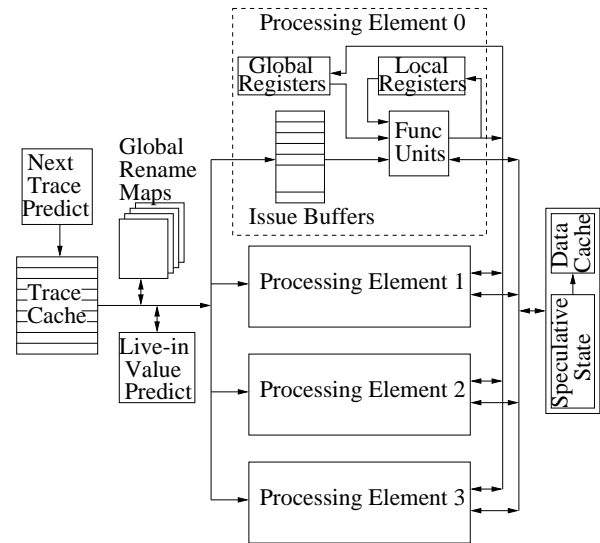 Processing Element 0
Global
Registers
Local
Registers
Func
Units
Issue Buffers
Next
Trace
Predict
Global
Rename
Maps
Trace
Cache
Live-in
Value
Predict
Processing Element 1
Processing Element 2
Processing Element 3
Data
Cache
Speculative
State